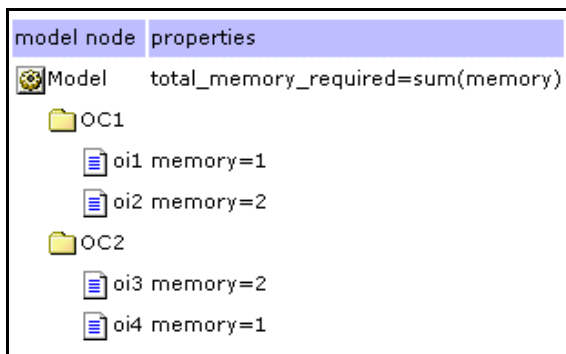 model node properties
Model total_memory_required=sum(memory)
OC1
oi1 memory=1
oi2 memory=2
OC2
oi3 memory=2
oi4 memory=1